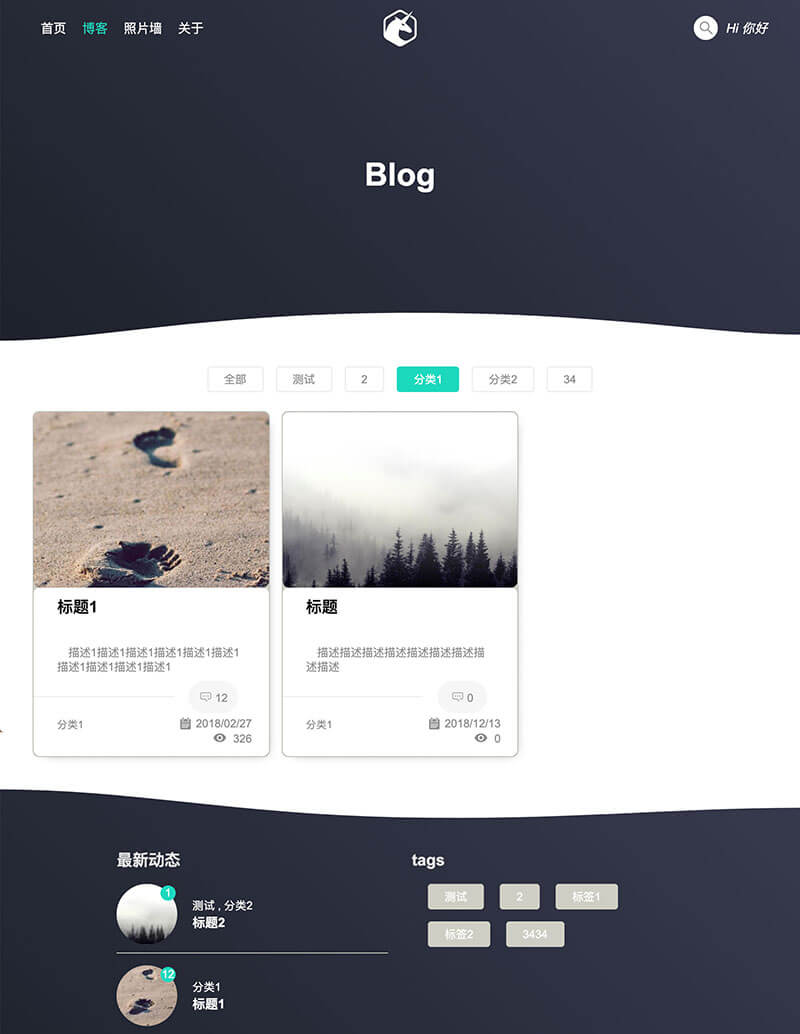 首页 博客 照片墙 关于 Hi 你好
Blog
全部 测试 2 分类1 分类2 34
标题1
描述1描述1描述1描述1描述1描述1
描述1描述1描述1描述1
12
分类1 2018/02/27
326
标题
描述描述描述描述描述描述描述描
述描述
0
分类1 2018/12/13
0
最新动态
1
测试 , 分类2
标题2
12
分类1
标题1
tags
测试 2 标签1
标签2 3434